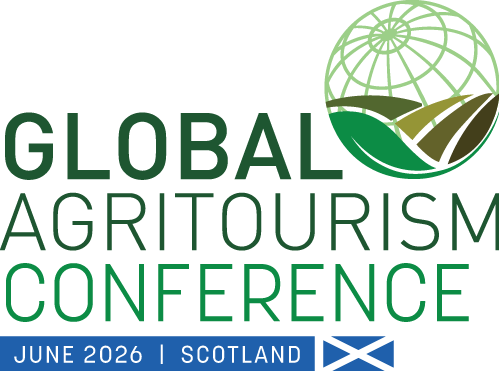 GLOBAL
AGRITOURISM
CONFERENCE
JUNE 2026 | SCOTLAND